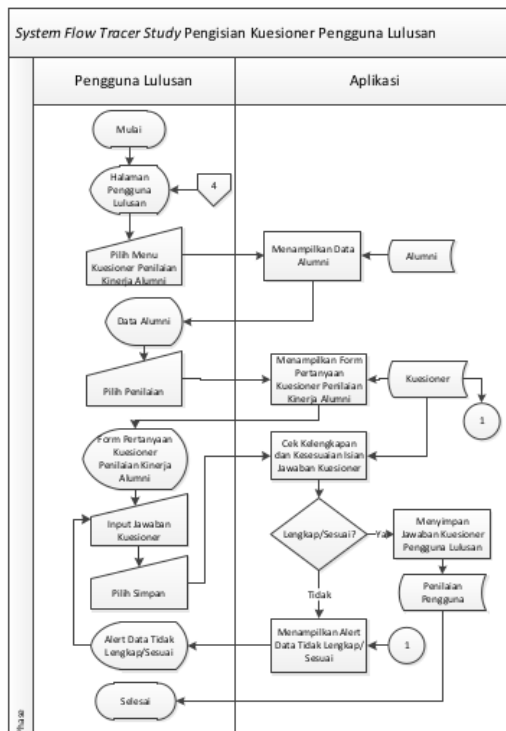 System Flow Tracer Study Pengisian Kuesioner Pengguna Lulusan
Pengguna Lulusan
Aplikasi
Mulai
Halaman
Pengguna
Lulusan
4
Pilih Menu
Kuesioner Penilaian
Kinerja Alumni
Menampilkan Data
Alumni
Alumni
Data Alumni
Pilih Penilaian
Menampilkan Form
Pertanyaan
Kuesioner Penilaian
Kinerja Alumni
Kuesioner
1
Form Pertanyaan
Kuesioner
Penilaian Kinerja
Alumni
Cek Kelengkapan
dan Kesesuaian Isian
Jawaban Kuesioner
Input Jawaban
Kuesioner
Lengkap/Sesuai?
Ya
Menyimpan
Jawaban Kuesioner
Pengguna Lulusan
Pilih Simpan
Penilaian
Pengguna
Tidak
Alert Data Tidak
Lengkap/Sesuai
Menampilkan Alert
Data Tidak Lengkap/
Sesuai
1
Selesai
Phase